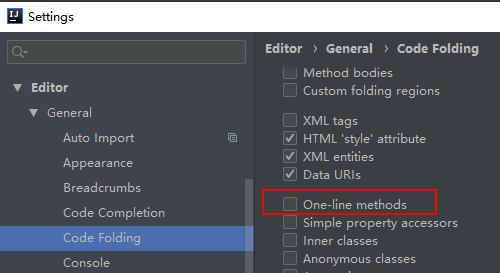 Settings
Editor
General
Auto Import
Appearance
Breadcrumbs
Code Completion
Code Folding
Console
Editor › General › Code Folding
Method bodies
Custom folding regions
XML tags
HTML 'style' attribute
XML entities
Data URIs
One-line methods
Simple property accessors
Inner classes
Anonymous classes